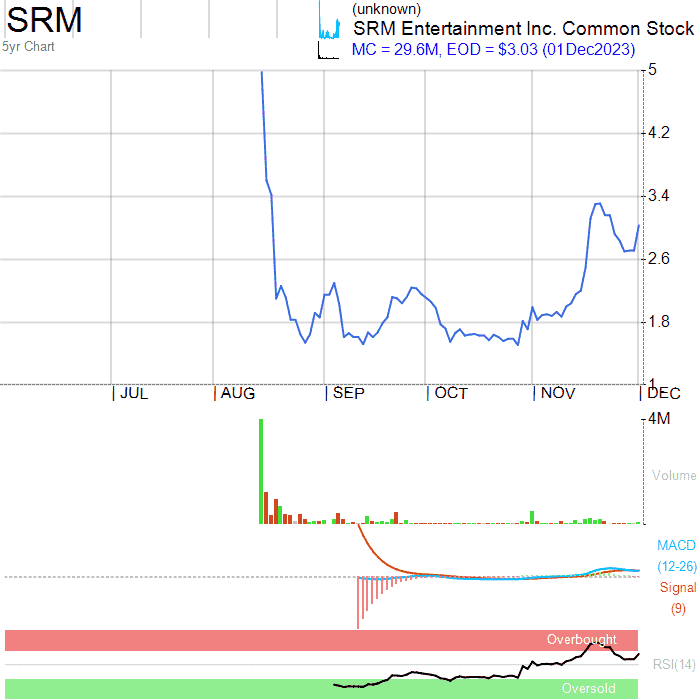 SRM
(unknown)
SRM Entertainment Inc. Common Stock
5yr Chart
MC = 29.6M, EOD = $3.03 (01Dec2023)
5
4.2
3.4
2.6
1.8
1
JUL
AUG
SEP
OCT
NOV
DEC
4M
Volume
MACD
(12-26)
Signal
(9)
Overbought
RSI(14)
Oversold